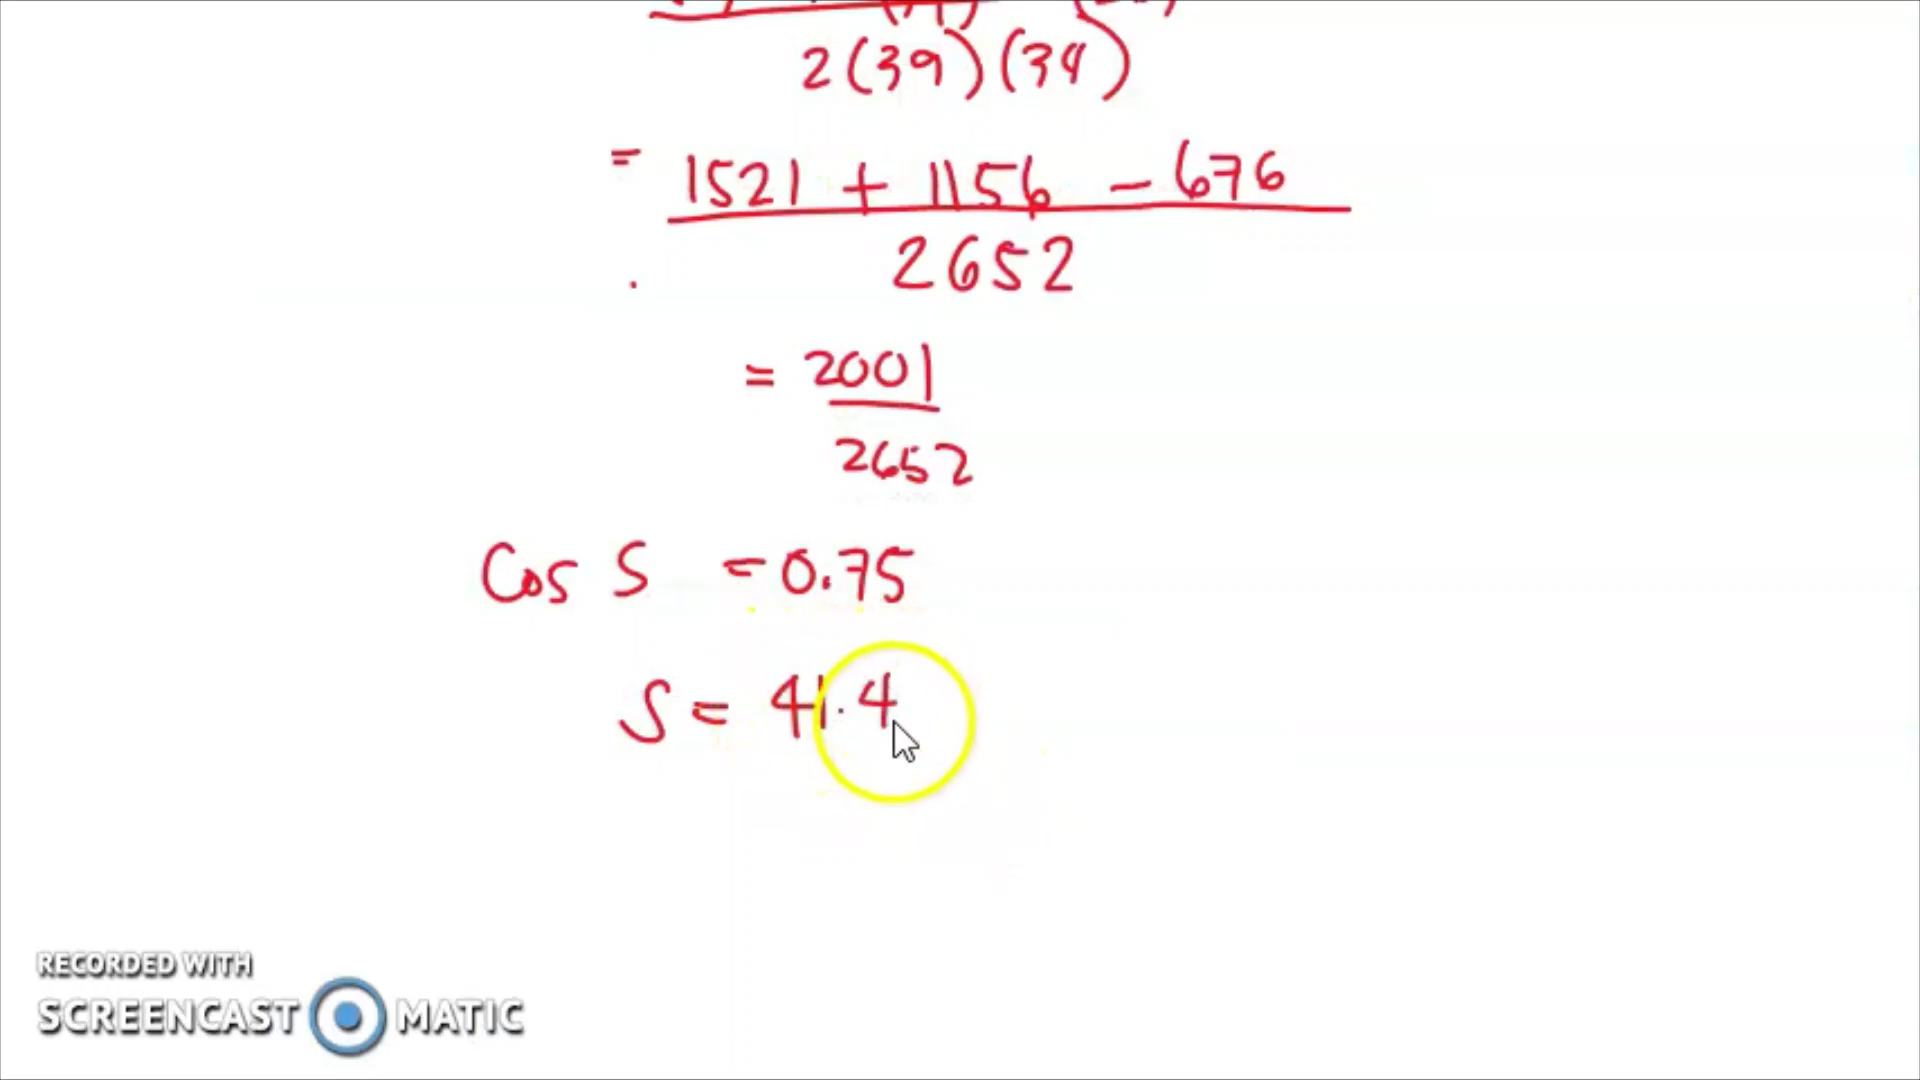 2(39)(34)
= 1521 + 1156 - 676
2652
= 2001
2652
Cos S = 0.75
S = 41.4
RECORDED WITH
SCREENCAST MATIC